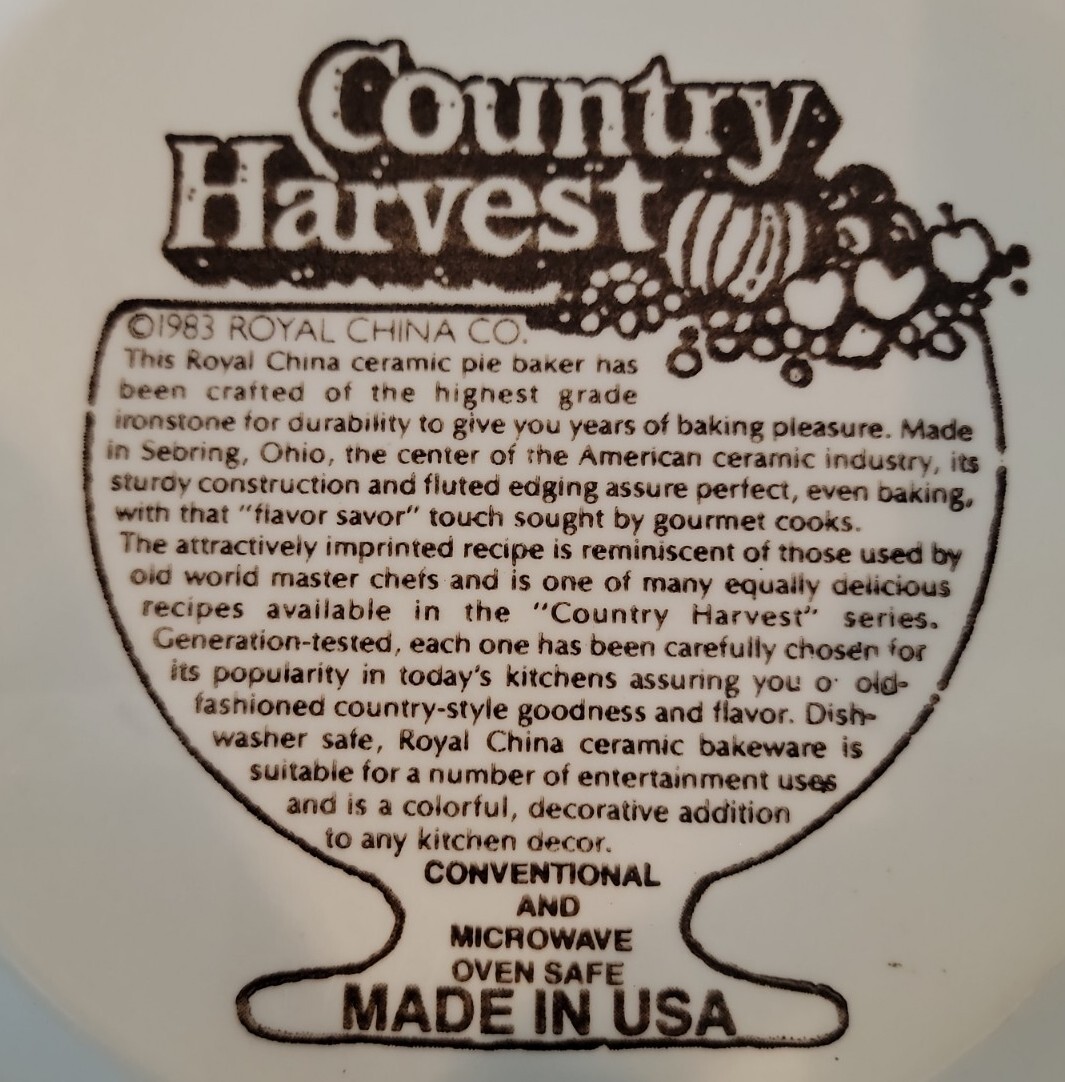 Country
Harvest
©1983 ROYAL CHINA CO.
This Royal China ceramic pie baker has
been crafted of the highest grade
ironstone for durability to give you years of baking pleasure. Made
in Sebring, Ohio, the center of the American ceramic industry, its
sturdy construction and fluted edging assure perfect, even baking,
with that "flavor savor" touch sought by gourmet cooks.
The attractively imprinted recipe is reminiscent of those used by
old world master chefs and is one of many equally delicious
recipes available in the "Country Harvest" series.
Generation-tested, each one has been carefully chosen for
its popularity in today's kitchens assuring you o old-
fashioned country-style goodness and flavor. Dish-
washer safe, Royal China ceramic bakeware is
suitable for a number of entertainment uses
and is a colorful, decorative addition
to any kitchen decor.
CONVENTIONAL
AND
MICROWAVE
OVEN SAFE
MADE IN USA